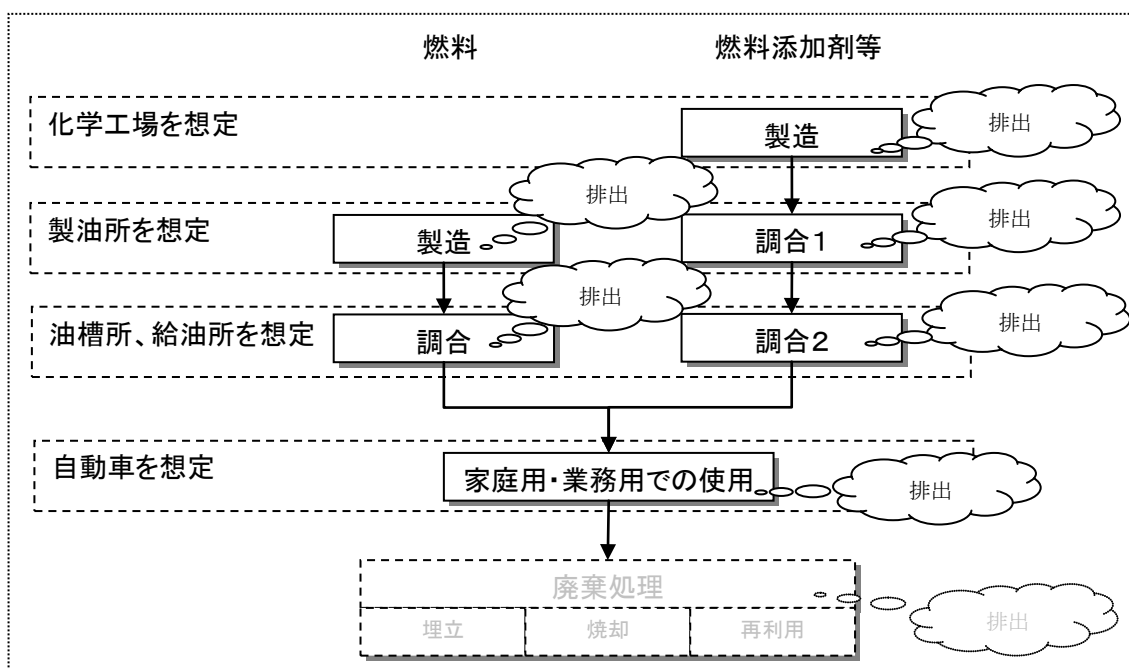 燃料
燃料添加剤等
化学工場を想定
製造
排出
製油所を想定
製造
排出
調合1
排出
油槽所、給油所を想定
調合
排出
調合2
排出
自動車を想定
家庭用・業務用での使用
排出
廃棄処理
排出
埋立
焼却
再利用